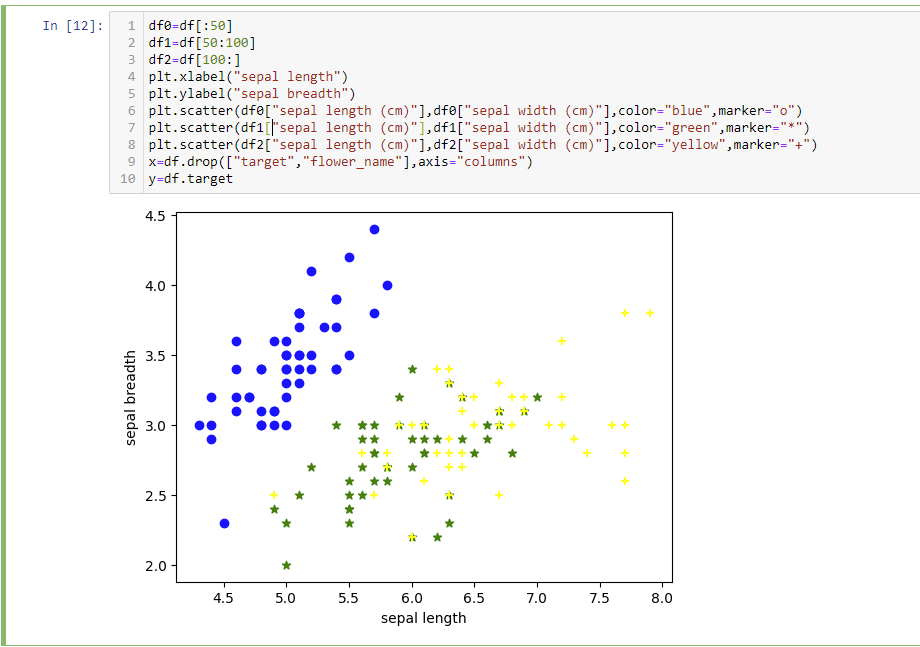 In [12]:
1 df0=df[:50]
2 df1=df[50:100]
3 df2=df[100:]
4 plt.xlabel("sepal length")
5 plt.ylabel("sepal breadth")
6 plt.scatter(df0["sepal length (cm)"],df0["sepal width (cm)"],color="blue",marker="o")
7 plt.scatter(df1["sepal length (cm)"],df1["sepal width (cm)"],color="green",marker="*")
8 plt.scatter(df2["sepal length (cm)"],df2["sepal width (cm)"],color="yellow",marker="+")
9 x=df.drop(["target","flower_name"],axis="columns")
10 y=df.target
4.5
4.0
3.5
3.0
2.5
2.0
sepal breadth
4.5 5.0 5.5 6.0 6.5 7.0 7.5 8.0
sepal length